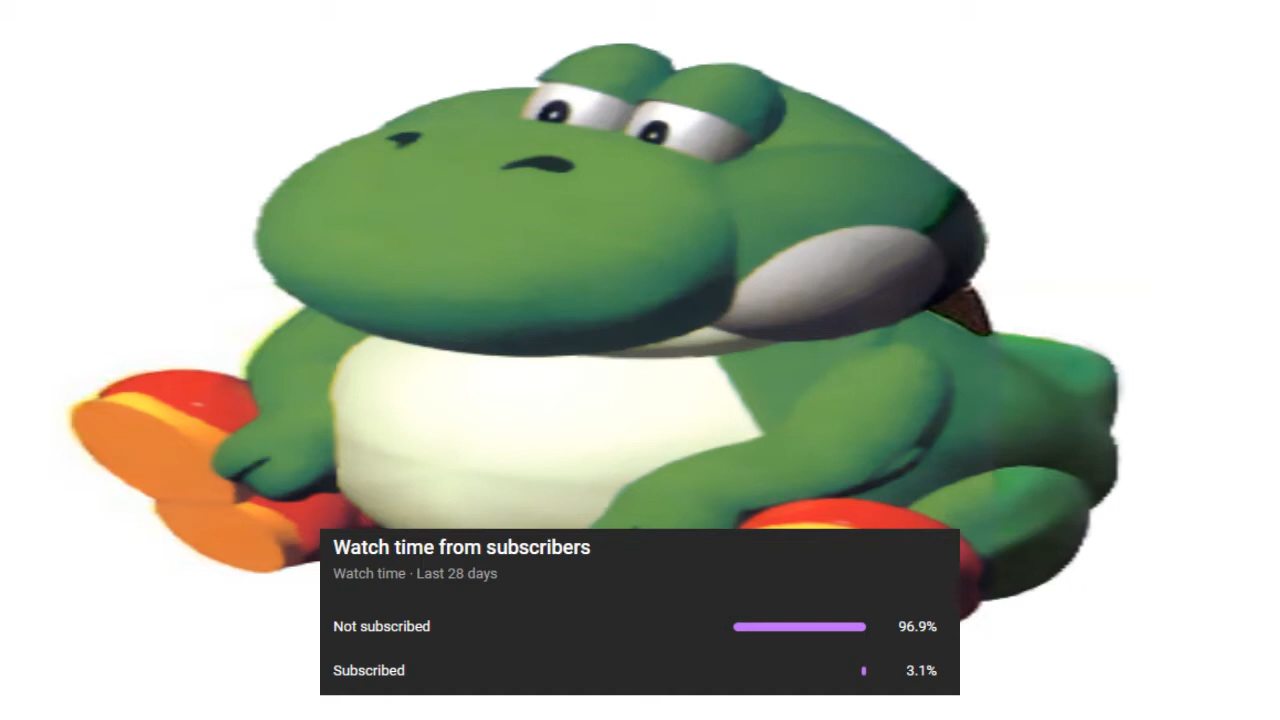 Watch time from subscribers
Watch time · Last 28 days
Not subscribed 96.9%
Subscribed 3.1%